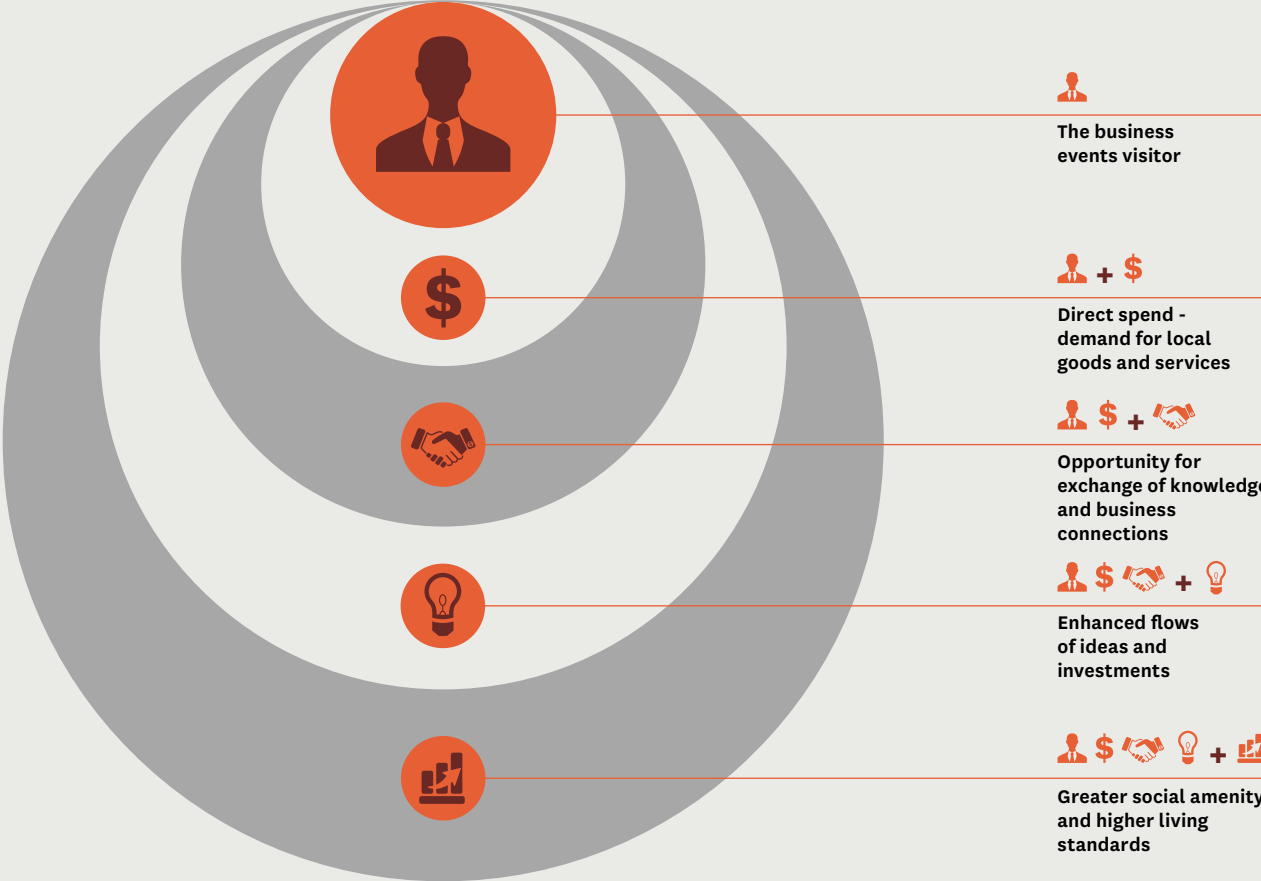 The business
events visitor
+ $
Direct spend -
demand for local
goods and services
$ +
Opportunity for
exchange of knowledge
and business
connections
$ +
Enhanced flows
of ideas and
investments
$ +
Greater social amenity
and higher living
standards
$